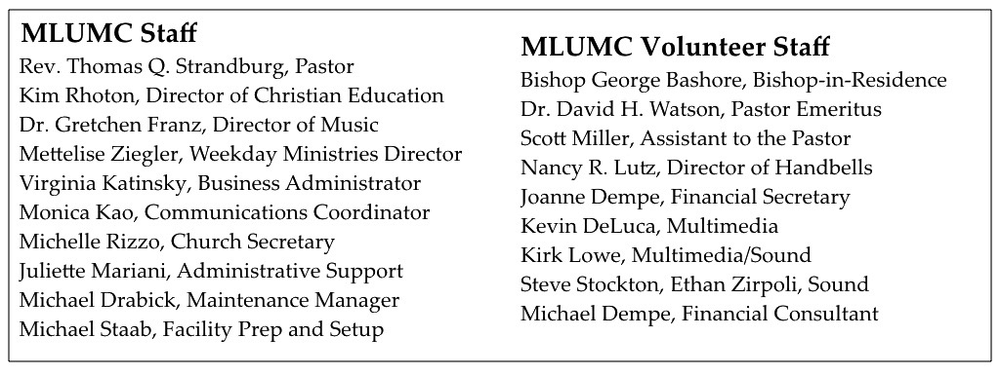 MLUMC Staff
Rev. Thomas Q. Strandburg, Pastor
Kim Rhoton, Director of Christian Education
Dr. Gretchen Franz, Director of Music
Mettelise Ziegler, Weekday Ministries Director
Virginia Katinsky, Business Administrator
Monica Kao, Communications Coordinator
Michelle Rizzo, Church Secretary
Juliette Mariani, Administrative Support
Michael Drabick, Maintenance Manager
Michael Staab, Facility Prep and Setup
MLUMC Volunteer Staff
Bishop George Bashore, Bishop-in-Residence
Dr. David H. Watson, Pastor Emeritus
Scott Miller, Assistant to the Pastor
Nancy R. Lutz, Director of Handbells
Joanne Dempe, Financial Secretary
Kevin DeLuca, Multimedia
Kirk Lowe, Multimedia/Sound
Steve Stockton, Ethan Zirpoli, Sound
Michael Dempe, Financial Consultant